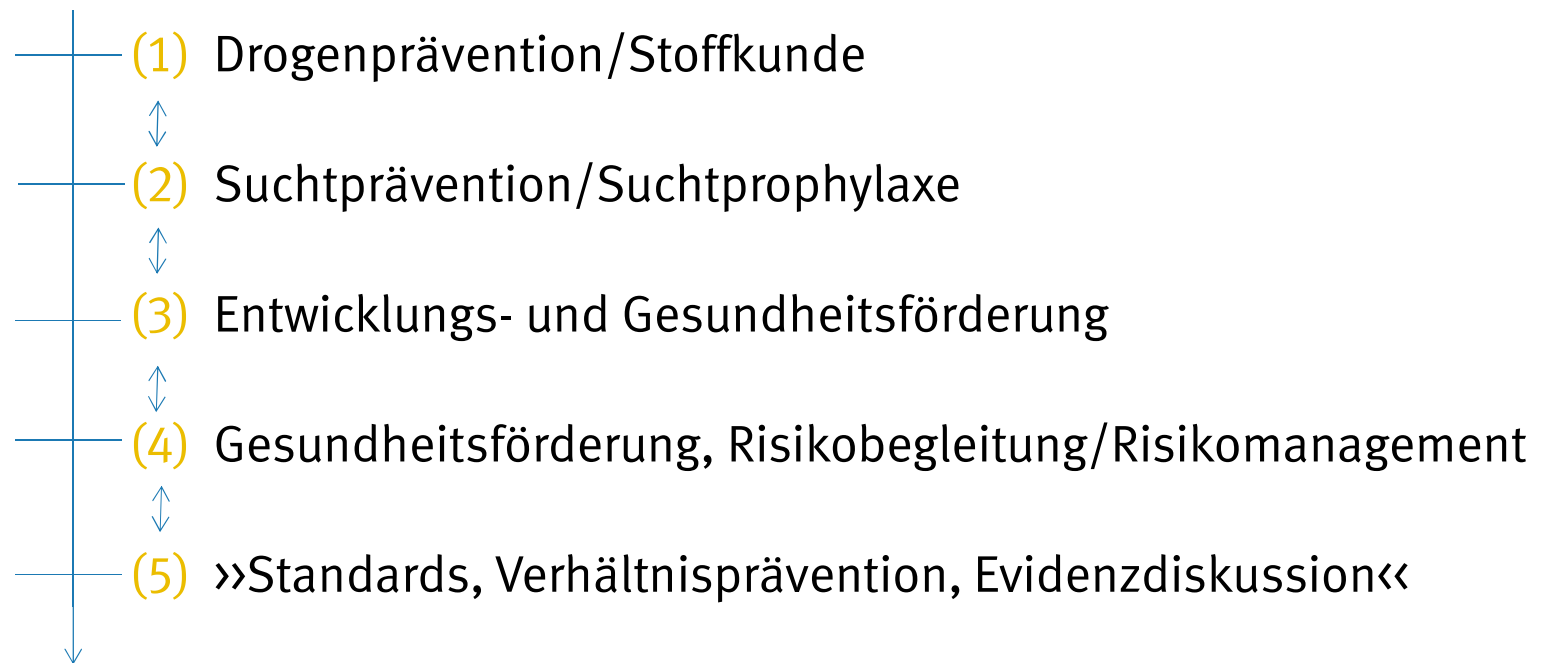 (1) Drogenprävention/Stoffkunde
(2) Suchtprävention/Suchtprophylaxe
(3) Entwicklungs- und Gesundheitsförderung
(4) Gesundheitsförderung, Risikobegleitung/Risikomanagement
(5) »Standards, Verhältnisprävention, Evidenzdiskussion«